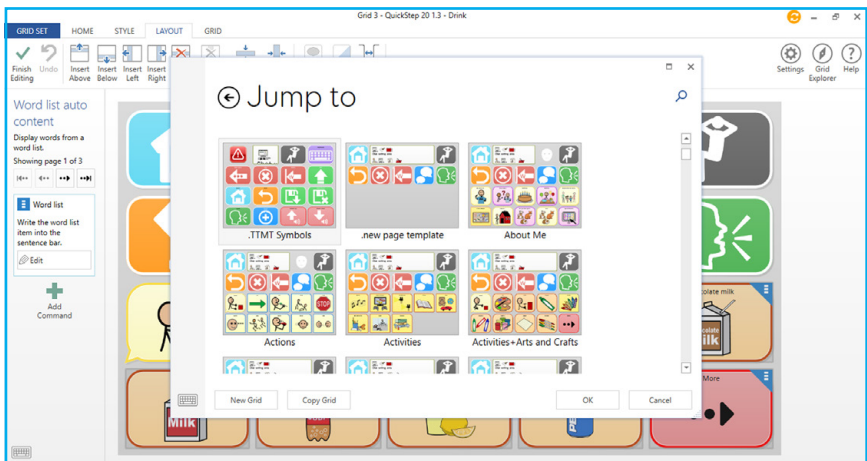 Grid 3 - QuickStep 20 1.3 - Drink
GRID SET HOME STYLE LAYOUT GRID
Finish Editing
Undo
Insert Above
Insert Below
Insert Left
Insert Right
Settings
Grid Explorer
Help
Word list auto
content
Display words from a
word list.
Showing page 1 of 3
Word list
Write the word list
item into the
sentence bar.
Edit
Add
Command
Jump to
.TTMT Symbols
.new page template
About Me
STOP
Actions
Activities
Activities+Arts and Crafts
New Grid
Copy Grid
OK
Cancel
olate milk
ilk
More
Milk